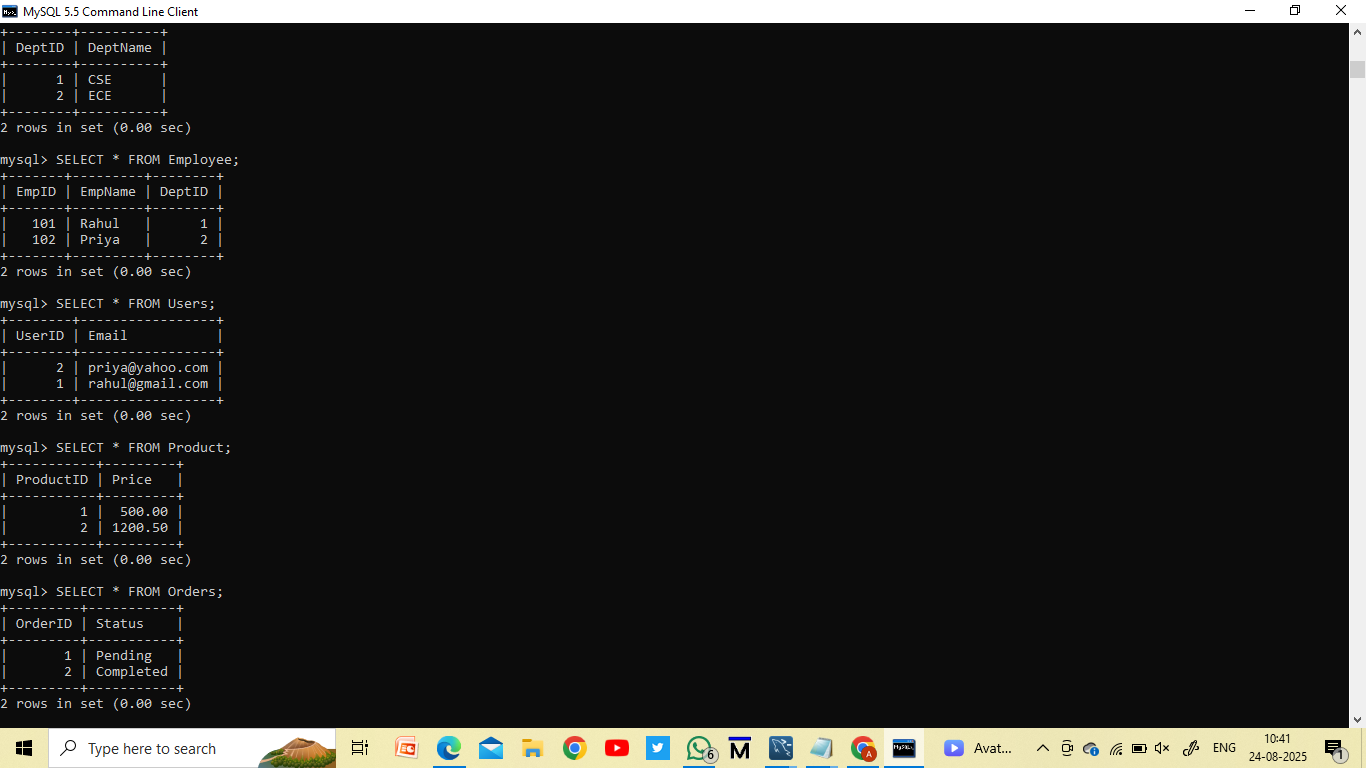 MySQL 5.5 Command Line Client
+--------+----------+
| DeptID | DeptName |
+--------+----------+
|      1 | CSE      |
|      2 | ECE      |
+--------+----------+
2 rows in set (0.00 sec)
mysql> SELECT * FROM Employee;
+-------+---------+--------+
| EmpID | EmpName | DeptID |
+-------+---------+--------+
|   101 | Rahul   |      1 |
|   102 | Priya   |      2 |
+-------+---------+--------+
2 rows in set (0.00 sec)
mysql> SELECT * FROM Users;
+--------+-----------------+
| UserID | Email           |
+--------+-----------------+
|      2 | priya@yahoo.com |
|      1 | rahul@gmail.com |
+--------+-----------------+
2 rows in set (0.00 sec)
mysql> SELECT * FROM Product;
+-----------+---------+
| ProductID | Price   |
+-----------+---------+
|         1 |  500.00 |
|         2 | 1200.50 |
+-----------+---------+
2 rows in set (0.00 sec)
mysql> SELECT * FROM Orders;
+---------+-----------+
| OrderID | Status    |
+---------+-----------+
|       1 | Pending   |
|       2 | Completed |
+---------+-----------+
2 rows in set (0.00 sec)
Type here to search
6
M
A
MySQL
Avat...
ENG
10:41
24-08-2025
1